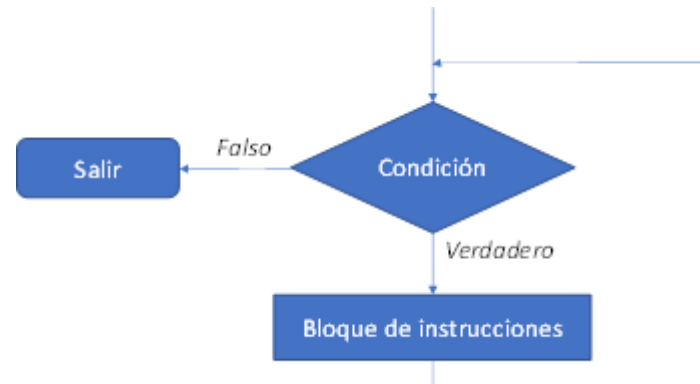 Falso
Salir
Condición
Verdadero
Bloque de instrucciones